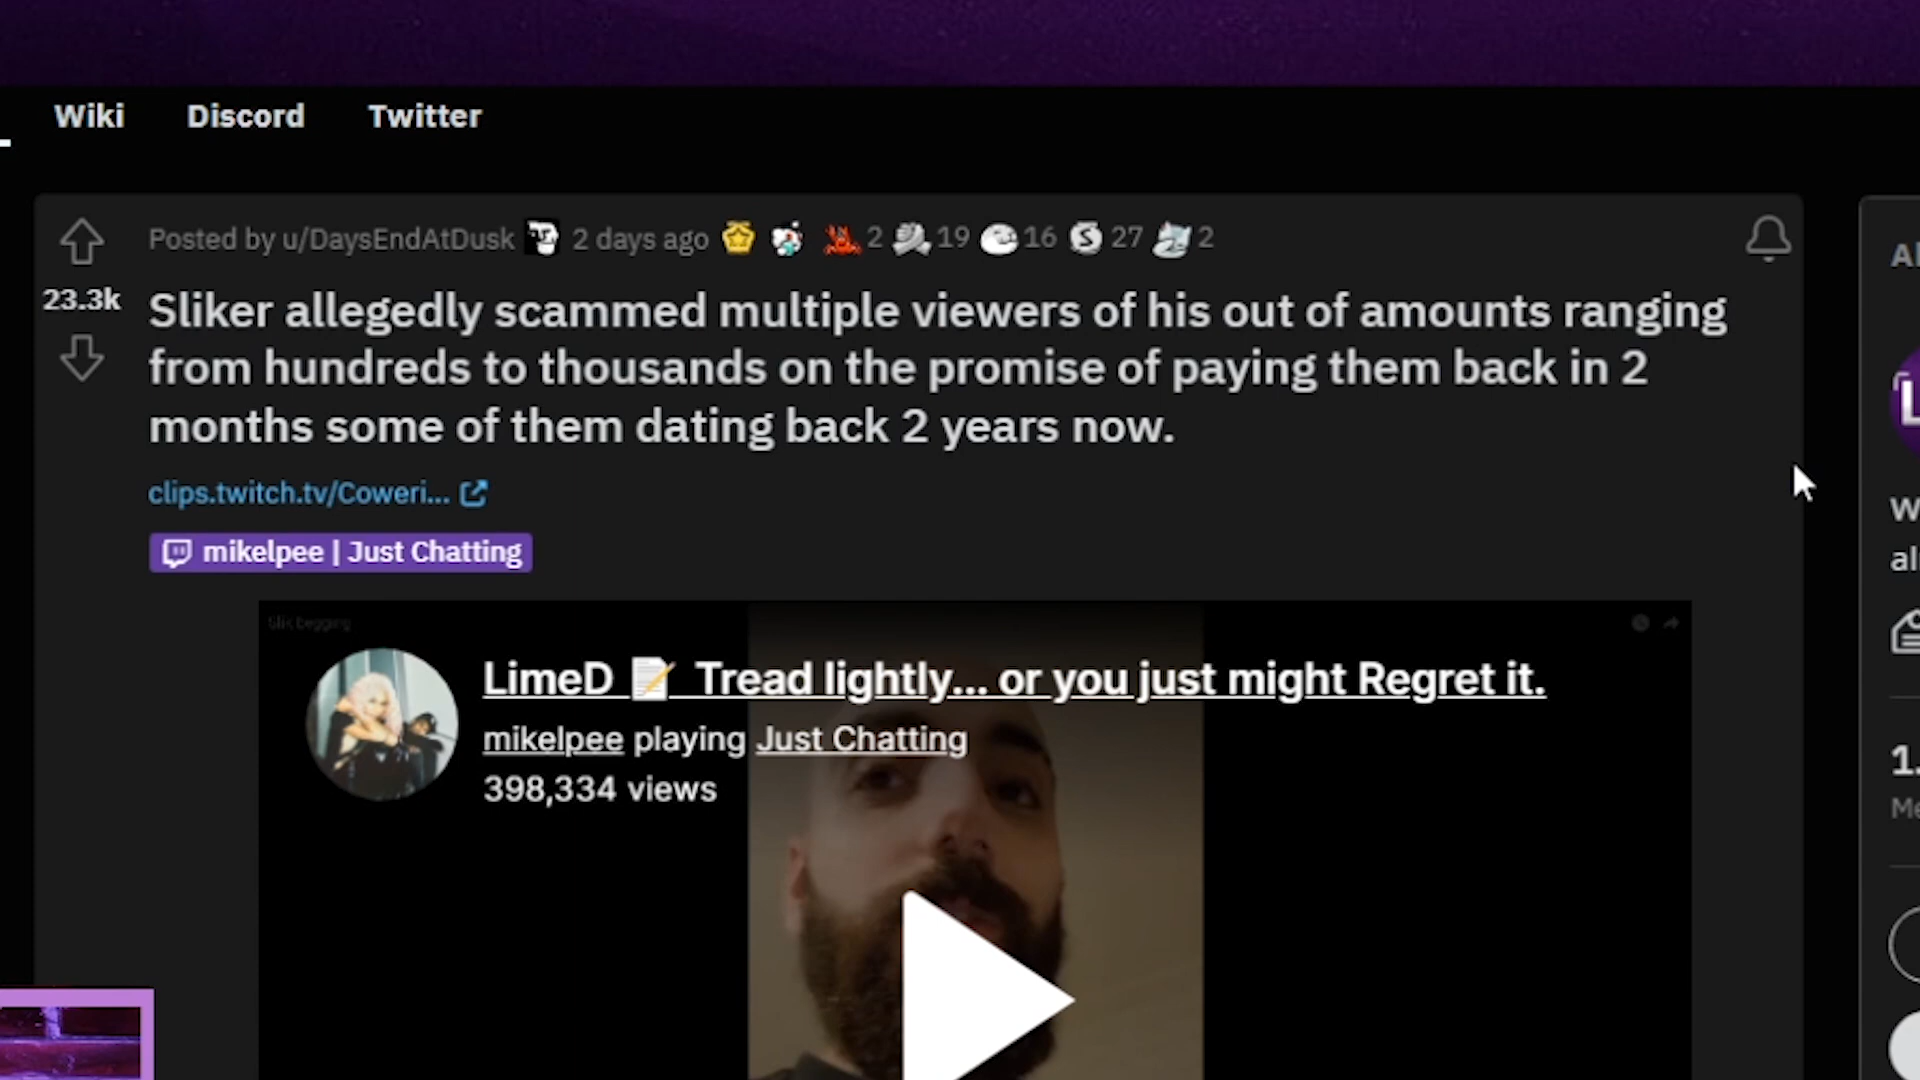 Wiki Discord Twitter
Posted by u/DaysEndAtDusk 2 days ago 2 19 16 27 2
23.3k
Sliker allegedly scammed multiple viewers of his out of amounts ranging
from hundreds to thousands on the promise of paying them back in 2
months some of them dating back 2 years now.
clips.twitch.tv/Coweri...
mikelpee | Just Chatting
Slik begging
LimeD 📝 Tread lightly... or you just might Regret it.
mikelpee playing Just Chatting
398,334 views